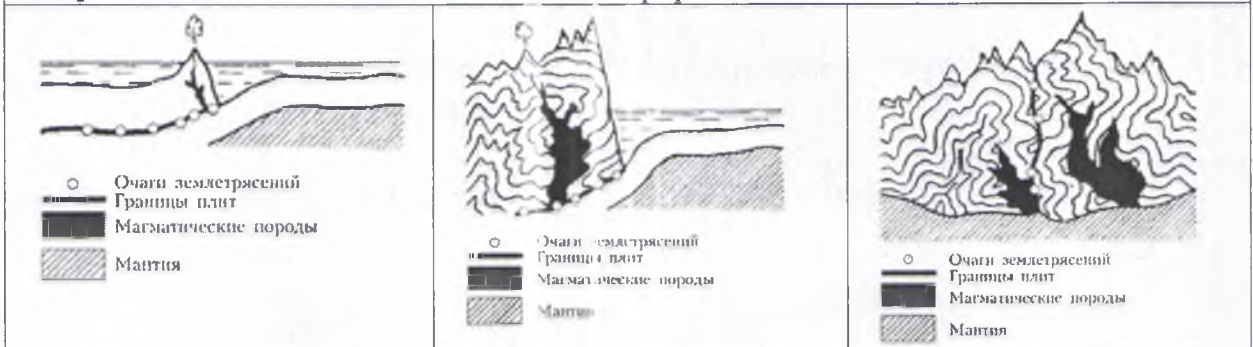 Очаги землетрясений
Границы плит
Магматические породы
Мантия
Очаги землетрясений
Границы плит
Магматические породы
Мантия
Очаги землетрясений
Границы плит
Магматические породы
Мантия